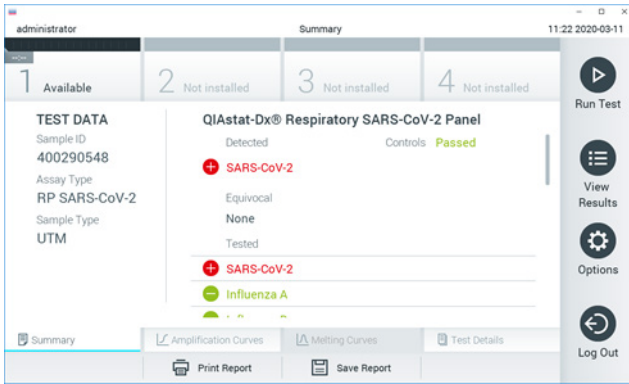 administrator
Summary
11:22 2020-03-11
1 Available
2 Not installed
3 Not installed
4 Not installed
TEST DATA
Sample ID
400290548
Assay Type
RP SARS-CoV-2
Sample Type
UTM
QIAstat-Dx® Respiratory SARS-CoV-2 Panel
Detected
Controls Passed
SARS-CoV-2
Equivocal
None
Tested
SARS-CoV-2
Influenza A
Run Test
View
Results
Options
Log Out
Summary
Amplification Curves
Melting Curves
Test Details
Print Report
Save Report